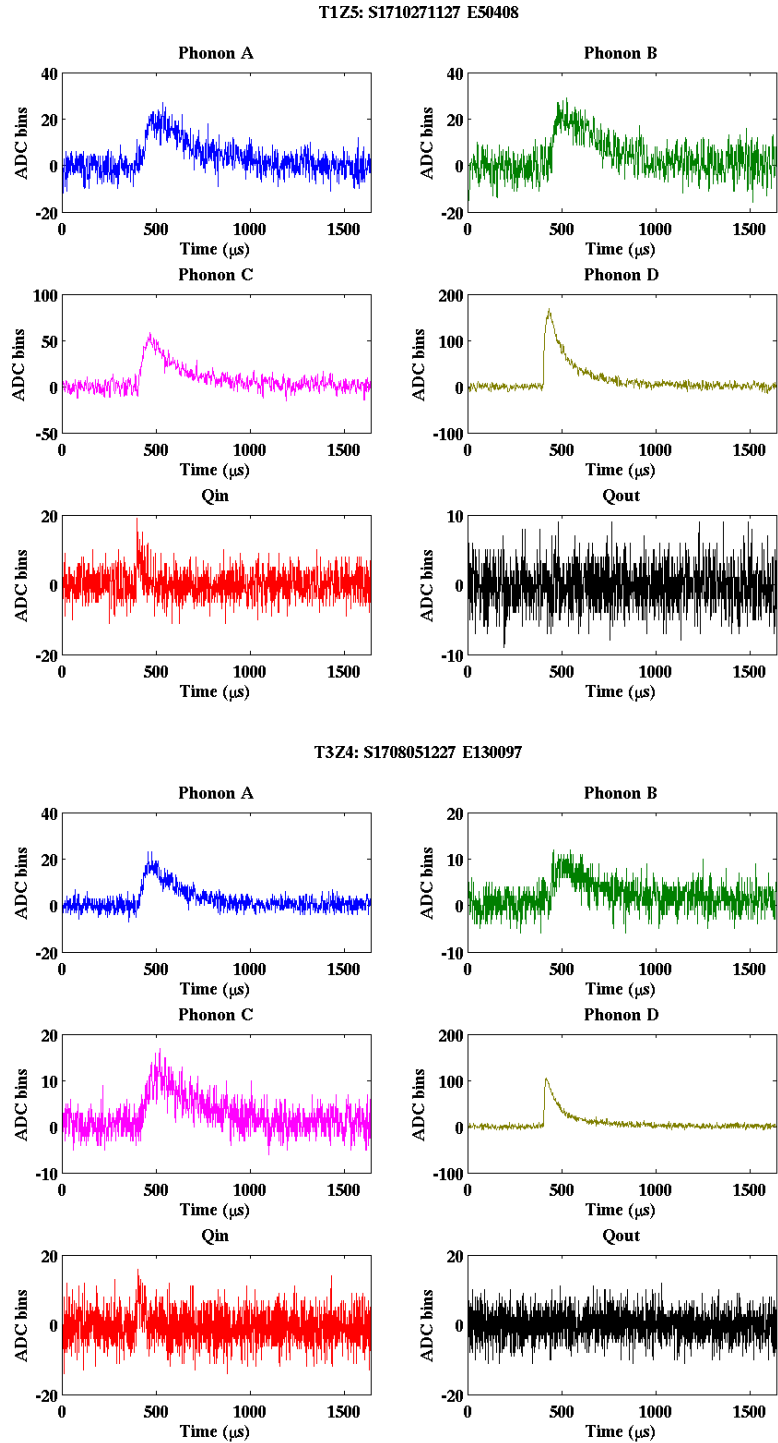 T1Z5: S1710271127 E50408
Phonon A
Phonon B
ADC bins
40
20
0
-20
0 500 1000 1500
Time (μs)
ADC bins
40
20
0
-20
0 500 1000 1500
Time (μs)
Phonon C
Phonon D
ADC bins
100
50
0
-50
0 500 1000 1500
Time (μs)
ADC bins
200
100
0
-100
0 500 1000 1500
Time (μs)
Qin
Qout
ADC bins
20
0
-20
0 500 1000 1500
Time (μs)
ADC bins
10
0
-10
0 500 1000 1500
Time (μs)
T3Z4: S1708051227 E130097
Phonon A
Phonon B
ADC bins
40
20
0
-20
0 500 1000 1500
Time (μs)
ADC bins
20
10
0
-10
0 500 1000 1500
Time (μs)
Phonon C
Phonon D
ADC bins
20
10
0
-10
0 500 1000 1500
Time (μs)
ADC bins
200
100
0
-100
0 500 1000 1500
Time (μs)
Qin
Qout
ADC bins
20
0
-20
0 500 1000 1500
Time (μs)
ADC bins
20
0
-20
0 500 1000 1500
Time (μs)